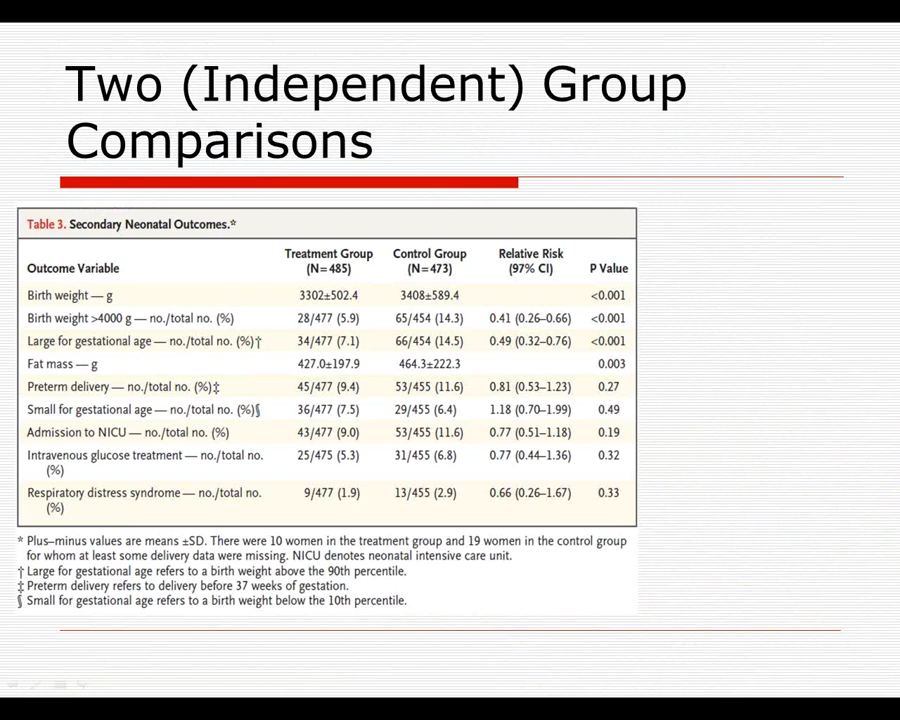 Two (Independent) Group
Comparisons
Table 3. Secondary Neonatal Outcomes.*
Outcome Variable Treatment Group (N=485) Control Group (N=473) Relative Risk (97% CI) P Value
Birth weight — g 3302±502.4 3408±589.4 <0.001
Birth weight >4000 g — no./total no. (%) 28/477 (5.9) 65/454 (14.3) 0.41 (0.26–0.66) <0.001
Large for gestational age — no./total no. (%)† 34/477 (7.1) 66/454 (14.5) 0.49 (0.32–0.76) <0.001
Fat mass — g 427.0±197.9 464.3±222.3 0.003
Preterm delivery — no./total no. (%)‡ 45/477 (9.4) 53/455 (11.6) 0.81 (0.53–1.23) 0.27
Small for gestational age — no./total no. (%)§ 36/477 (7.5) 29/455 (6.4) 1.18 (0.70–1.99) 0.49
Admission to NICU — no./total no. (%) 43/477 (9.0) 53/455 (11.6) 0.77 (0.51–1.18) 0.19
Intravenous glucose treatment — no./total no. 25/475 (5.3) 31/455 (6.8) 0.77 (0.44–1.36) 0.32
(%)
Respiratory distress syndrome — no./total no. 9/477 (1.9) 13/455 (2.9) 0.66 (0.26–1.67) 0.33
(%)
* Plus–minus values are means ±SD. There were 10 women in the treatment group and 19 women in the control group
for whom at least some delivery data were missing. NICU denotes neonatal intensive care unit.
† Large for gestational age refers to a birth weight above the 90th percentile.
‡ Preterm delivery refers to delivery before 37 weeks of gestation.
§ Small for gestational age refers to a birth weight below the 10th percentile.